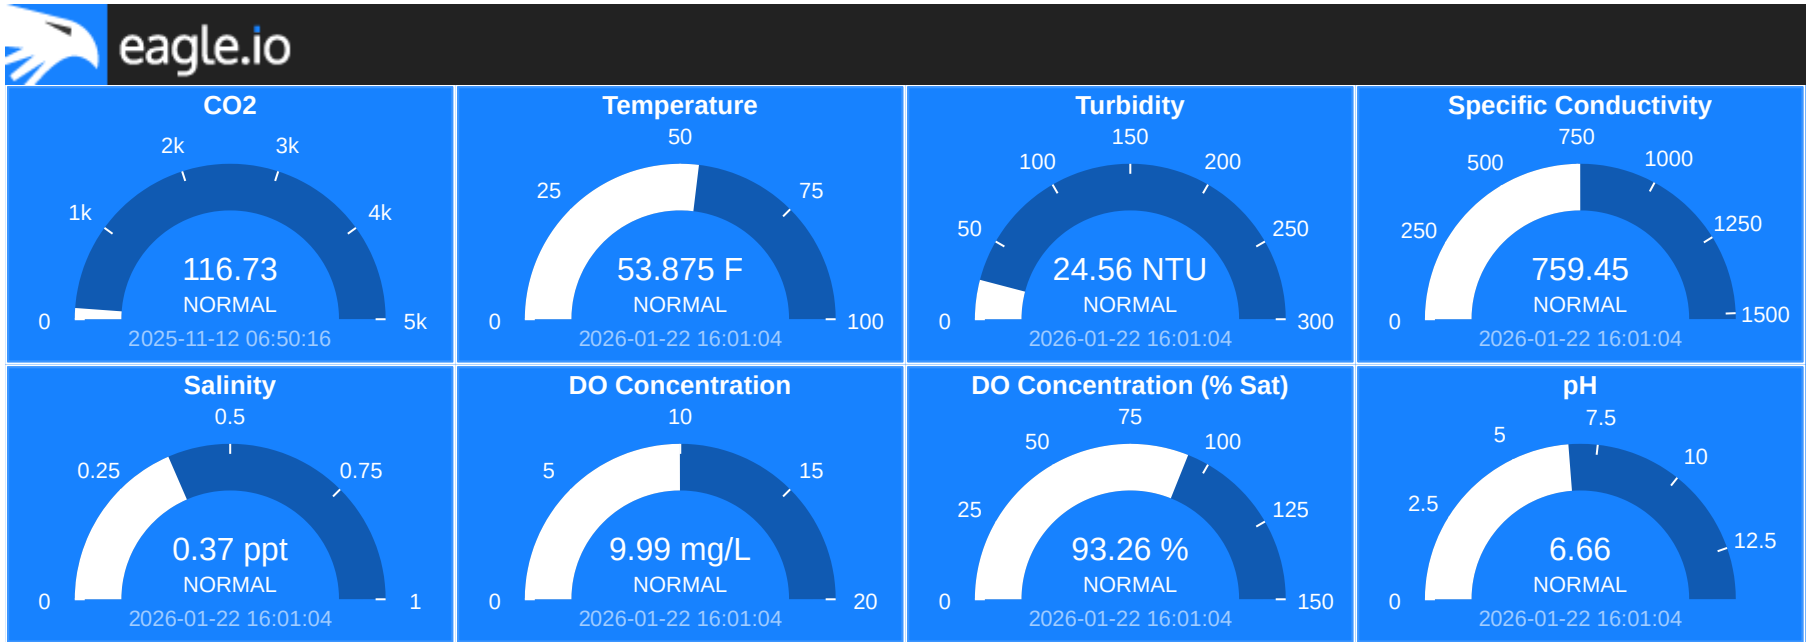 eagle.io
CO2
0
1k
2k
3k
4k
5k
116.73
NORMAL
2025-11-12 06:50:16
Temperature
0
25
50
75
100
53.875 F
NORMAL
2026-01-22 16:01:04
Turbidity
0
50
100
150
200
250
300
24.56 NTU
NORMAL
2026-01-22 16:01:04
Specific Conductivity
0
250
500
750
1000
1250
1500
759.45
NORMAL
2026-01-22 16:01:04
Salinity
0
0.25
0.5
0.75
1
0.37 ppt
NORMAL
2026-01-22 16:01:04
DO Concentration
0
5
10
15
20
9.99 mg/L
NORMAL
2026-01-22 16:01:04
DO Concentration (% Sat)
0
25
50
75
100
125
150
93.26 %
NORMAL
2026-01-22 16:01:04
pH
0
2.5
5
7.5
10
12.5
6.66
NORMAL
2026-01-22 16:01:04